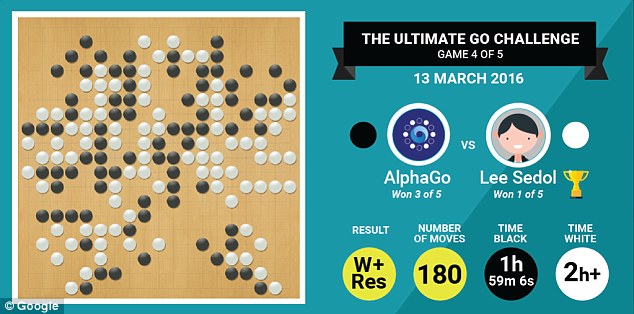 THE ULTIMATE GO CHALLENGE
GAME 4 OF 5
13 MARCH 2016
VS
AlphaGo
Won 3 of 5
Lee Sedol
Won 1 of 5
RESULT
W+
Res
NUMBER
OF MOVES
180
TIME
BLACK
1h
59m 6s
TIME
WHITE
2h+
© Google